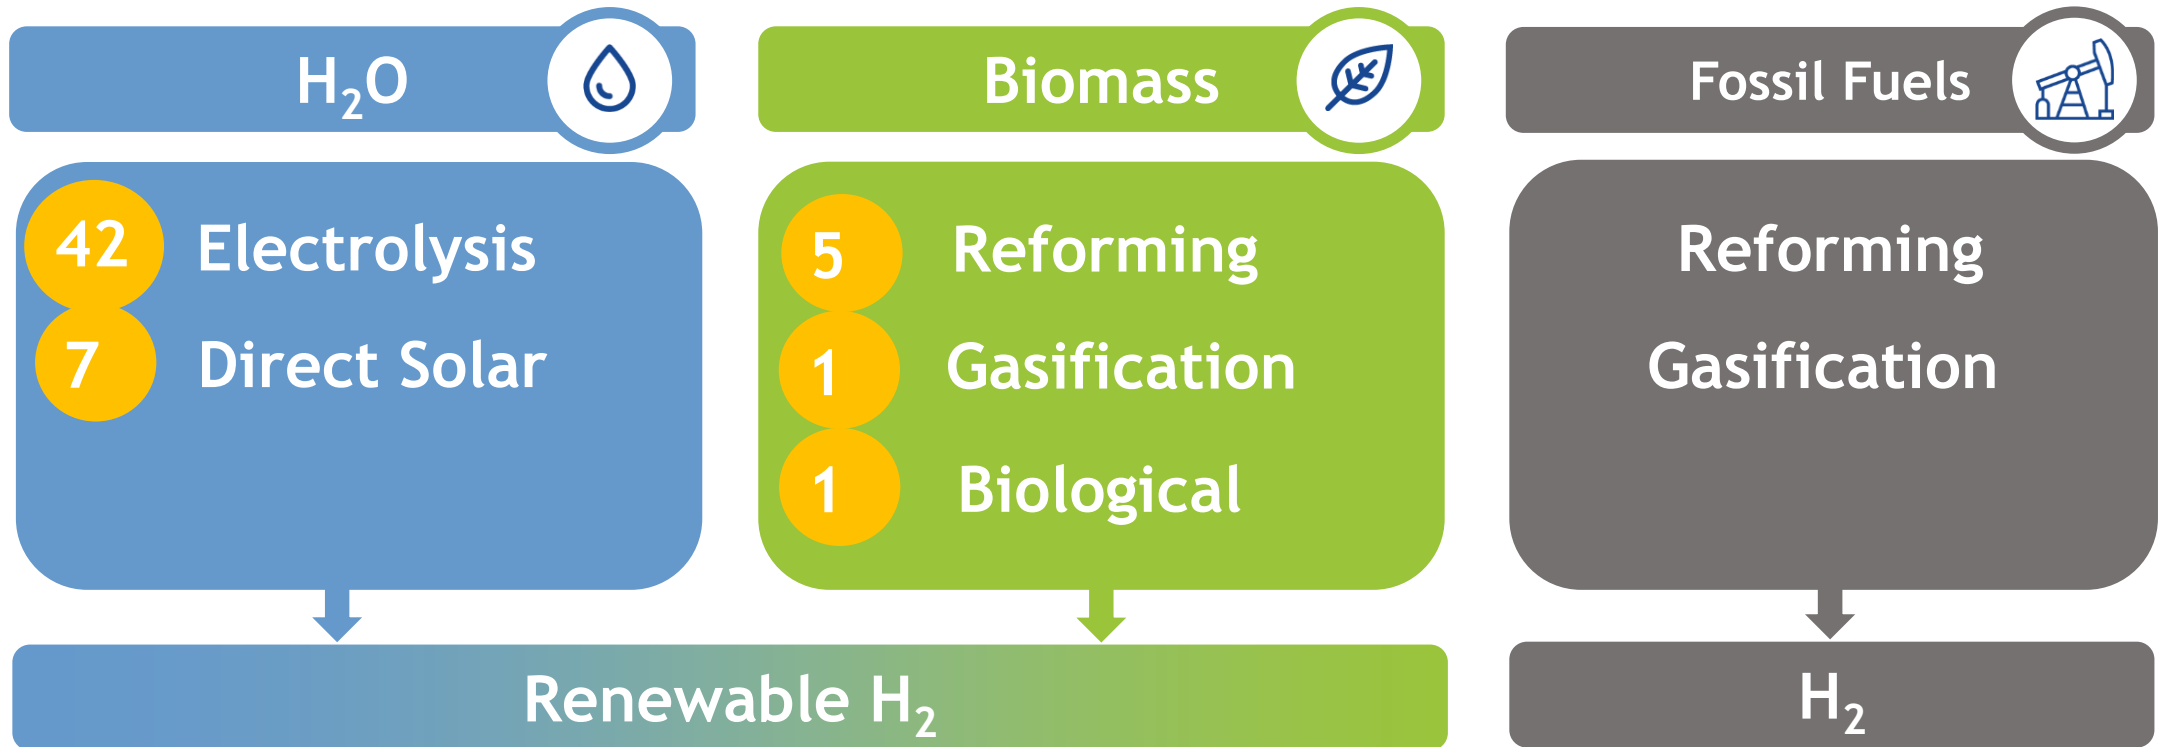 H₂O
42 Electrolysis
7 Direct Solar
Biomass
5 Reforming
1 Gasification
1 Biological
Renewable H₂
Fossil Fuels
Reforming
Gasification
H₂